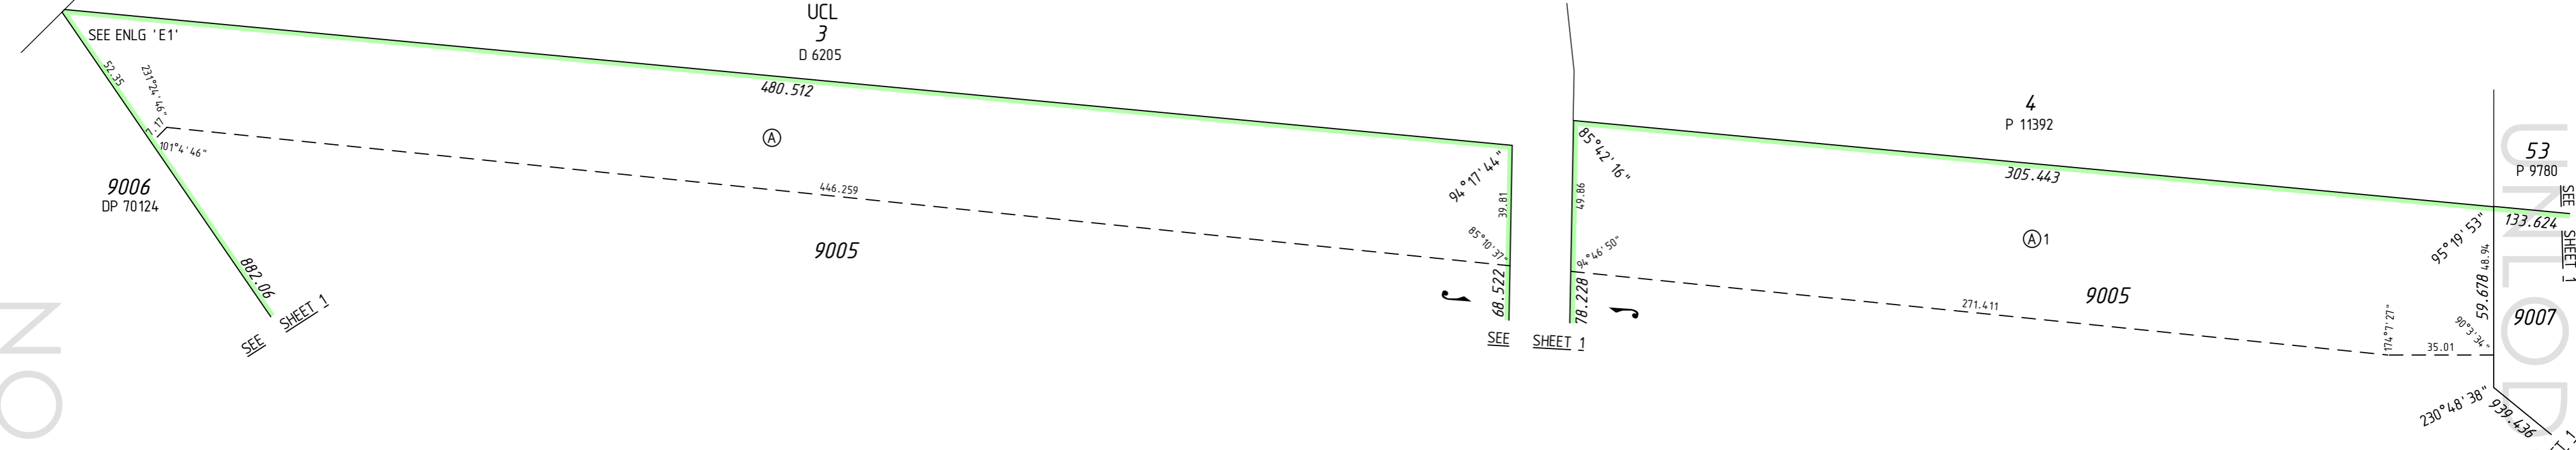 UCL
3
D 6205
SEE ENLG 'E1'
52.35
231°24'46"
7.17
101°4'46"
480.512
A
446.259
9006
DP 70124
9005
882.06
SEE SHEET 1
94°17'44"
39.81
85°10'37"
68.522
SEE SHEET 1
85°42'16"
49.86
94°46'50"
78.228
4
P 11392
305.443
A1
9005
271.411
174°7'27"
35.01
90°3'34"
95°19'53"
48.94
59.678
53
P 9780
133.624
SEE
SHEET 1
9007
230°48'38"
939.436
NO
UNLOD